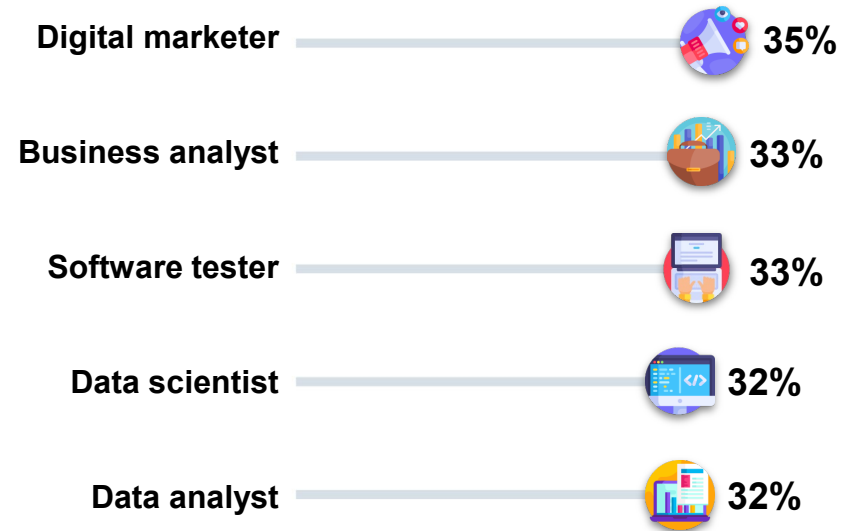 Digital marketer 35%
Business analyst 33%
Software tester 33%
Data scientist </> 32%
Data analyst 32%